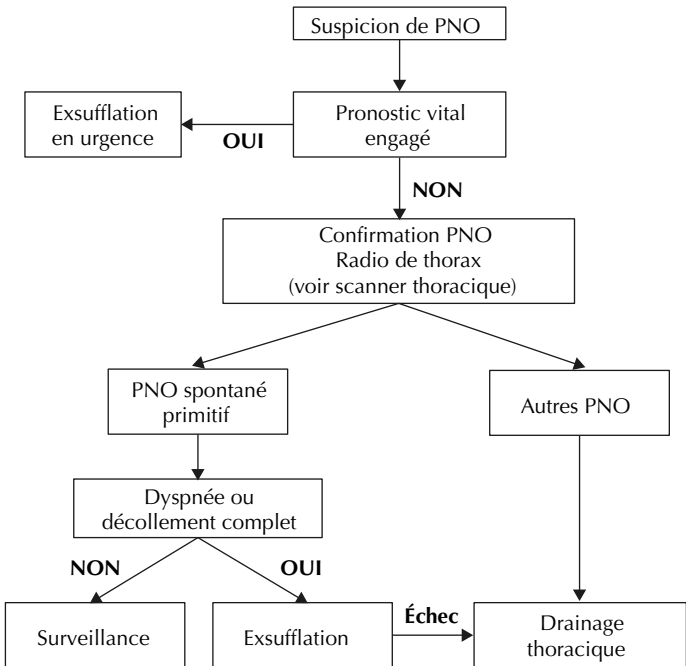 Suspicion de PNO
Exsufflation
en urgence
OUI
Pronostic vital
engagé
NON
Confirmation PNO
Radio de thorax
(voir scanner thoracique)
PNO spontané
primitif
Autres PNO
Dyspnée ou
décollement complet
NON
OUI
Surveillance
Exsufflation
Échec
Drainage
thoracique